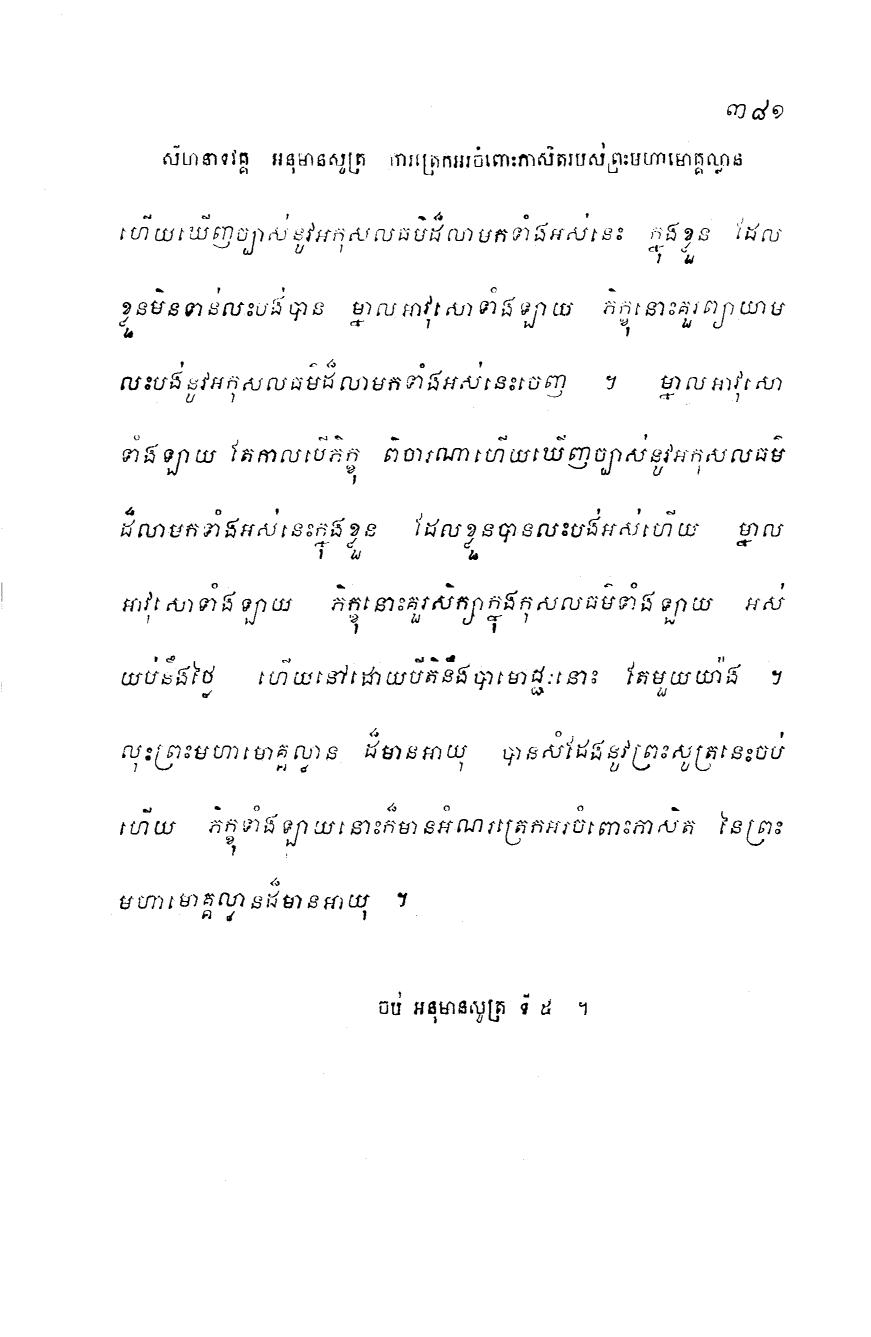 ៣៨១
សីហនាទវគ្គ អនុមានសូត្រ ការត្រេកអរចំពោះភាសិតរបស់ព្រះមហាមោគ្គល្លាន
ហើយឃើញច្បាស់នូវអកុសលធម៌ដ៏លាមកទាំងអស់នេះ ក្នុងខ្លួន ដែល
ខ្លួនមិនទាន់លះបង់បាន ម្នាលអាវុសោទាំងឡាយ ភិក្ខុនោះគួរព្យាយាម
លះបង់នូវអកុសលធម៌ដ៏លាមកទាំងអស់នេះចេញ ។ ម្នាលអាវុសោ
ទាំងឡាយ តែកាលបើភិក្ខុ ពិចារណាហើយឃើញច្បាស់នូវអកុសលធម៌
ដ៏លាមកទាំងអស់នេះក្នុងខ្លួន ដែលខ្លួនបានលះបង់អស់ហើយ ម្នាល
អាវុសោទាំងឡាយ ភិក្ខុនោះគួរសិក្សាក្នុងកុសលធម៌ទាំងឡាយ អស់
យប់នឹងថ្ងៃ ហើយនៅដោយបីតិនឹងបាមោជ្ជៈនោះ តែមួយយ៉ាង ។
លុះព្រះមហាមោគ្គល្លាន ដ៏មានអាយុ បានសំដែងនូវព្រះសូត្រនេះចប់
ហើយ ភិក្ខុទាំងឡាយនោះក៏មានអំណរត្រេកអរចំពោះភាសិត នៃព្រះ
មហាមោគ្គល្លានដ៏មានអាយុ ។
ចប់ អនុមានសូត្រ ទី ៥ ។